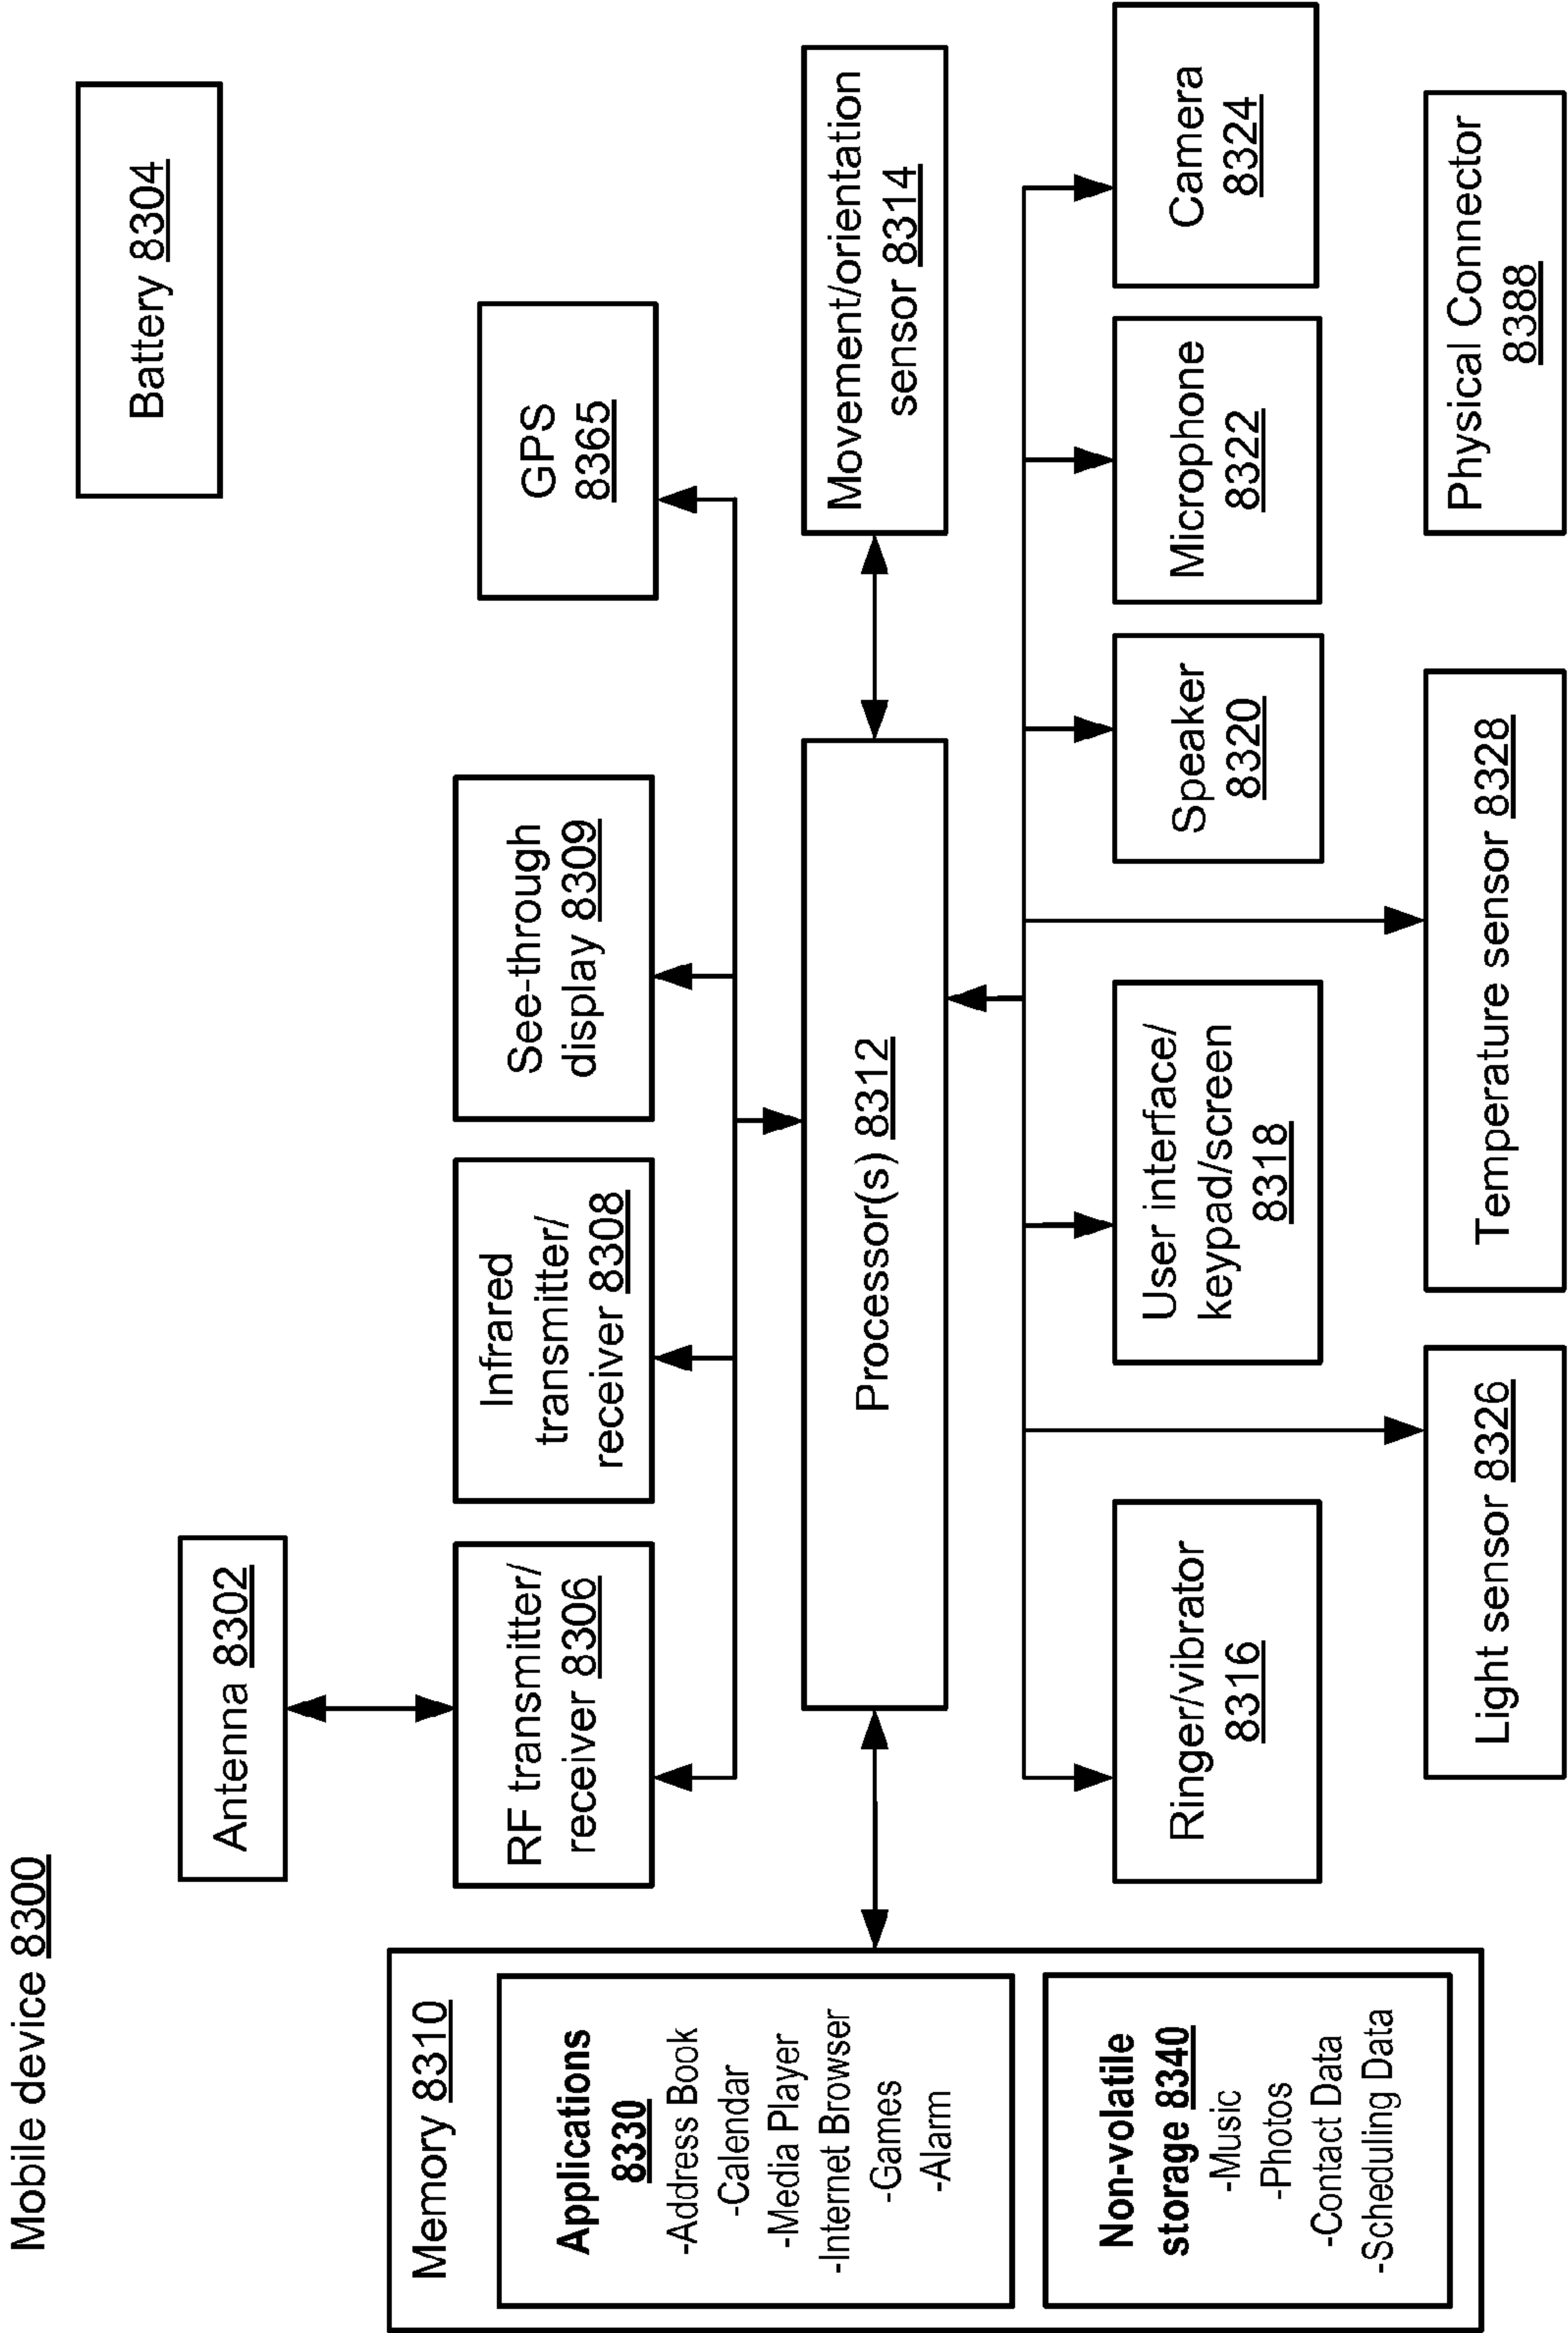 Mobile device 8300
Battery 8304
Antenna 8302
RF transmitter/
receiver 8306
Infrared
transmitter/
receiver 8308
See-through
display 8309
GPS
8365
Memory 8310
Applications
8330
-Address Book
-Calendar
-Media Player
-Internet Browser
-Games
-Alarm
Non-volatile
storage 8340
-Music
-Photos
-Contact Data
-Scheduling Data
Processor(s) 8312
Movement/orientation
sensor 8314
Ringer/vibrator
8316
User interface/
keypad/screen
8318
Speaker
8320
Microphone
8322
Camera
8324
Light sensor 8326
Temperature sensor 8328
Physical Connector
8388